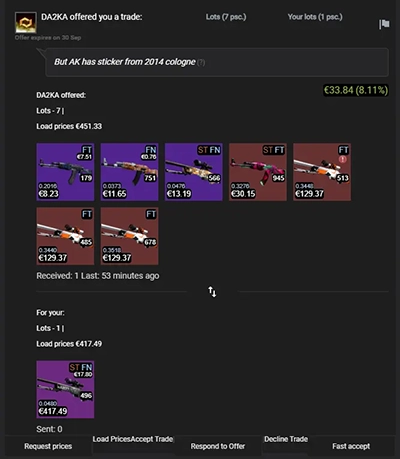 DA2KA offered you a trade:
Lots (7 psc.)
Your lots (1 psc.)
Offer expires on 30 Sep
But AK has sticker from 2014 cologne (?)
€33.84 (8.11%)
DA2KA offered:
Lots - 7 |
Load prices €451.33
FT
€7.51
179
0.2016
€8.23
FN
€0.76
751
0.0373
€11.65
ST FN
566
0.0476
€13.19
ST FT
945
0.3276
€30.15
FT
513
0.3448
€129.37
FT
485
0.3440
€129.37
FT
678
0.3518
€129.37
Received: 1 Last: 53 minutes ago
For your:
Lots - 1 |
Load prices €417.49
ST FN
€17.80
496
0.0480
€417.49
Sent: 0
Request prices
Load PricesAccept Trade
Respond to Offer
Decline Trade
Fast accept